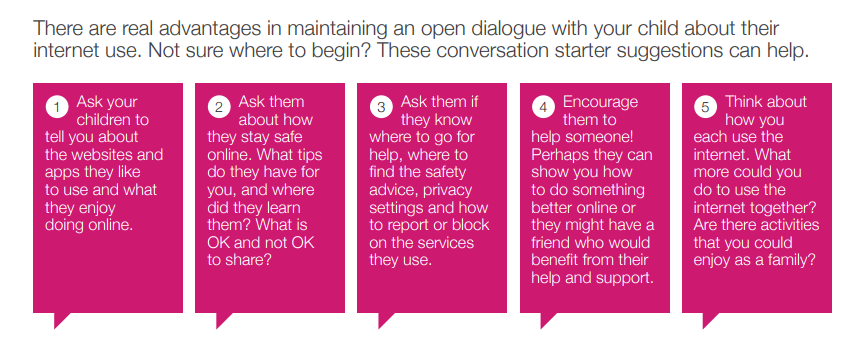 There are real advantages in maintaining an open dialogue with your child about their
internet use. Not sure where to begin? These conversation starter suggestions can help.
1 Ask your
children to
tell you about
the websites and
apps they like
to use and what
they enjoy
doing online.
2 Ask them
about how
they stay safe
online. What tips
do they have for
you, and where
did they learn
them? What is
OK and not OK
to share?
3 Ask them if
they know
where to go for
help, where to
find the safety
advice, privacy
settings and how
to report or block
on the services
they use.
4 Encourage
them to
help someone!
Perhaps they can
show you how
to do something
better online or
they might have a
friend who would
benefit from their
help and support.
5 Think about
how you
each use the
internet. What
more could you
do to use the
internet together?
Are there activities
that you could
enjoy as a family?